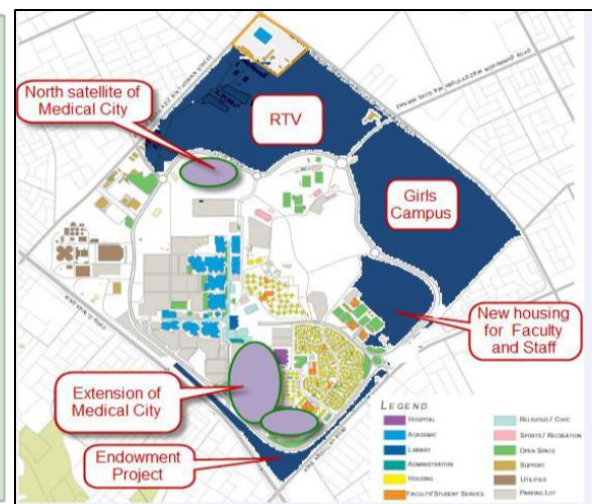 North satellite of
Medical City
RTV
Girls
Campus
New housing
for Faculty
and Staff
Extension of
Medical City
Endowment
Project
LEGEND
HOSPITAL
ACADEMIC
LIBRARY
ADMINISTRATION
HOUSING
FACULTY/STUDENT SERVICE
RELIGIOUS/ CIVIC
SPORTS/ RECREATION
OPEN SPACE
SUPPORT
UTILITIES
PARKING LOT